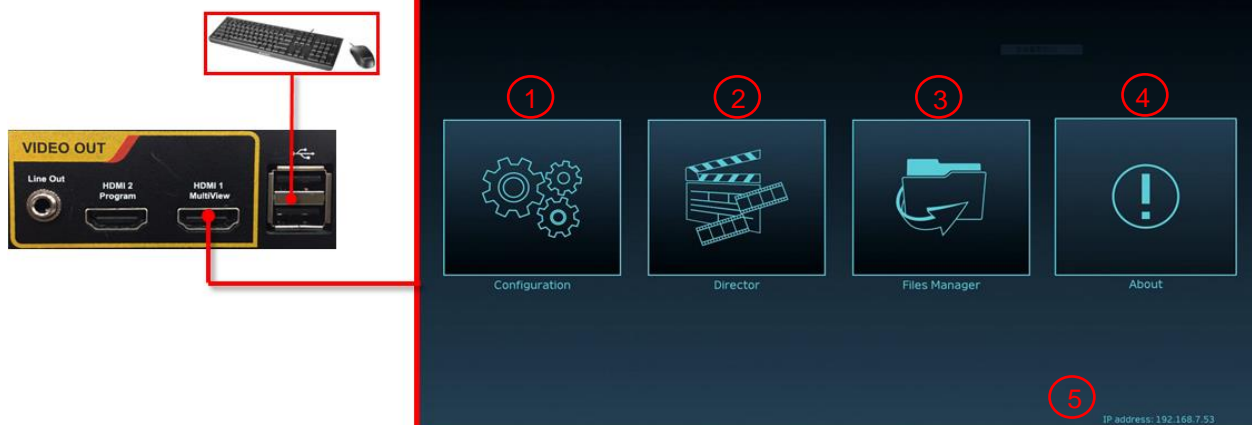 VIDEO OUT
Line Out
HDMI 2
Program
HDMI 1
MultiView
1
2
3
4
Configuration
Director
Files Manager
About
5
IP address: 192.168.7.53